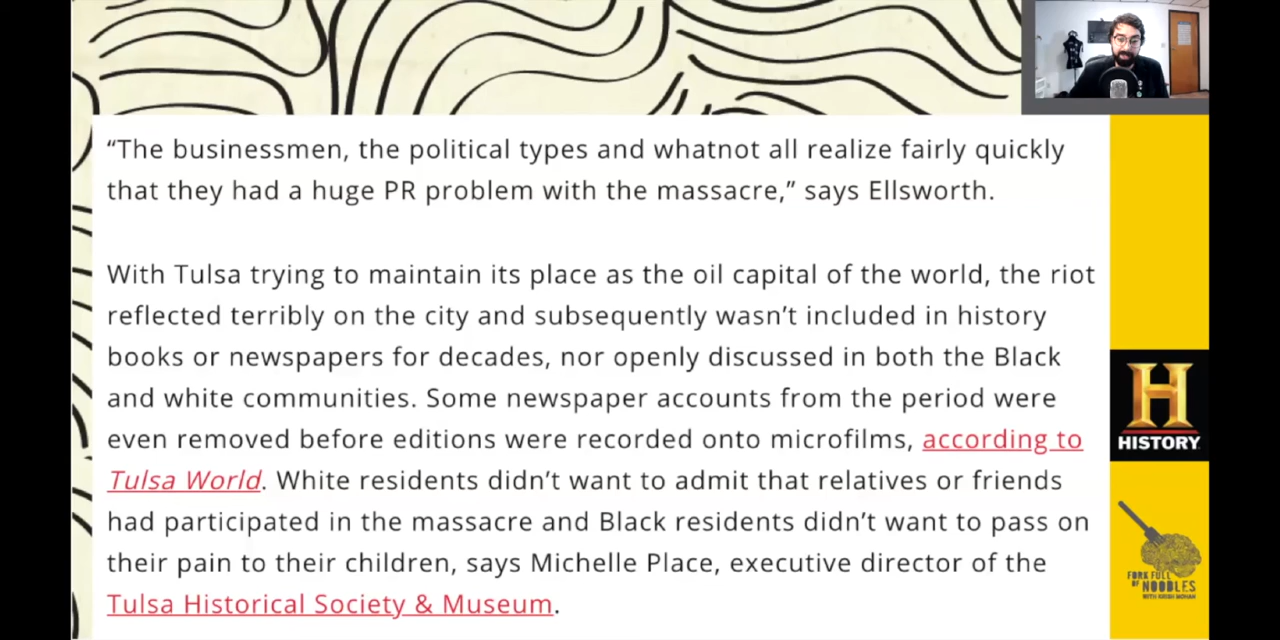 “The businessmen, the political types and whatnot all realize fairly quickly
that they had a huge PR problem with the massacre,” says Ellsworth.
With Tulsa trying to maintain its place as the oil capital of the world, the riot
reflected terribly on the city and subsequently wasn’t included in history
books or newspapers for decades, nor openly discussed in both the Black
and white communities. Some newspaper accounts from the period were
even removed before editions were recorded onto microfilms, according to
Tulsa World. White residents didn’t want to admit that relatives or friends
had participated in the massacre and Black residents didn’t want to pass on
their pain to their children, says Michelle Place, executive director of the
Tulsa Historical Society & Museum.
H
HISTORY
FORK FULL
OF NOODLES
WITH KRISH MOHAN